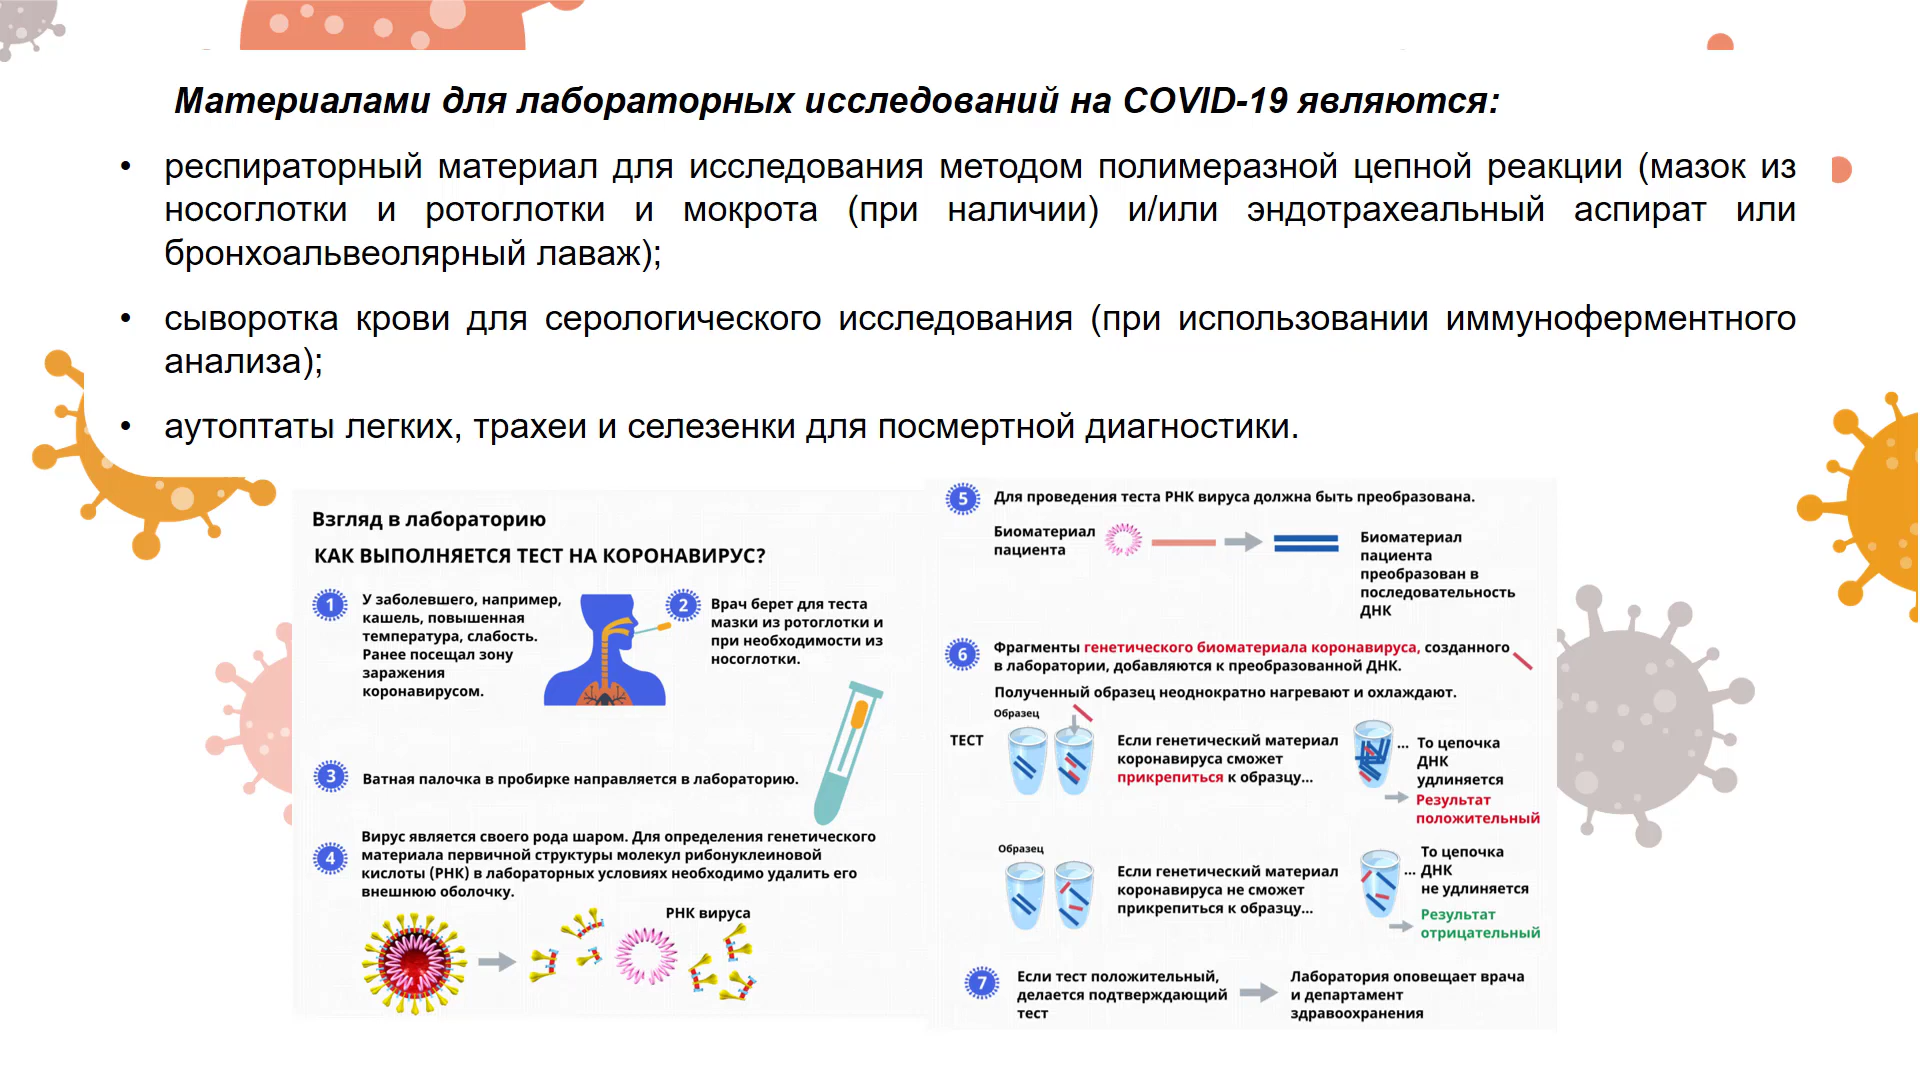 Материалами для лабораторных исследований на COVID-19 являются:
• респираторный материал для исследования методом полимеразной цепной реакции (мазок из
носоглотки и ротоглотки и мокрота (при наличии) и/или эндотрахеальный аспират или
бронхоальвеолярный лаваж);
• сыворотка крови для серологического исследования (при использовании иммуноферментного
анализа);
• аутоптаты легких, трахеи и селезенки для посмертной диагностики.
Взгляд в лабораторию
КАК ВЫПОЛНЯЕТСЯ ТЕСТ НА КОРОНАВИРУС?
1
У заболевшего, например,
кашель, повышенная
температура, слабость.
Ранее посещал зону
заражения
коронавирусом.
2
Врач берет для теста
мазки из ротоглотки и
при необходимости из
носоглотки.
3
Ватная палочка в пробирке направляется в лабораторию.
4
Вирус является своего рода шаром. Для определения генетического
материала первичной структуры молекул рибонуклеиновой
кислоты (РНК) в лабораторных условиях необходимо удалить его
внешнюю оболочку.
РНК вируса
5
Для проведения теста РНК вируса должна быть преобразована.
Биоматериал
пациента
Биоматериал
пациента
преобразован в
последовательность
ДНК
6
Фрагменты генетического биоматериала коронавируса, созданного
в лаборатории, добавляются к преобразованной ДНК.
Полученный образец неоднократно нагревают и охлаждают.
Образец
ТЕСТ
Если генетический материал
коронавируса сможет
прикрепиться к образцу...
... То цепочка
ДНК
удлиняется
Результат
положительный
Образец
Если генетический материал
коронавируса не сможет
прикрепиться к образцу...
То цепочка
... ДНК
не удлиняется
Результат
отрицательный
7
Если тест положительный,
делается подтверждающий
тест
Лаборатория оповещает врача
и департамент
здравоохранения